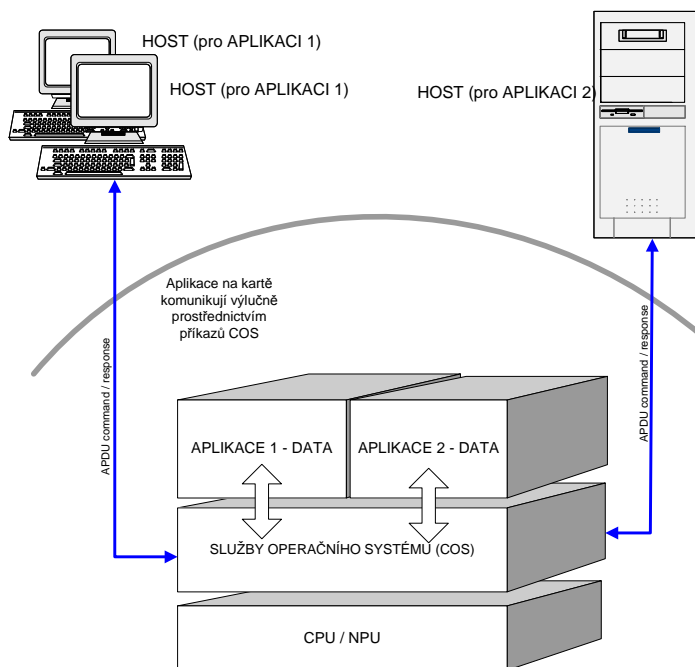 HOST (pro APLIKACI 1)
HOST (pro APLIKACI 1)
HOST (pro APLIKACI 2)
Aplikace na kartě
komunikují výlučně
prostřednictvím
příkazů COS
APDU command / response
APDU command / response
APLIKACE 1 - DATA
APLIKACE 2 - DATA
SLUŽBY OPERAČNÍHO SYSTÉMU (COS)
CPU / NPU